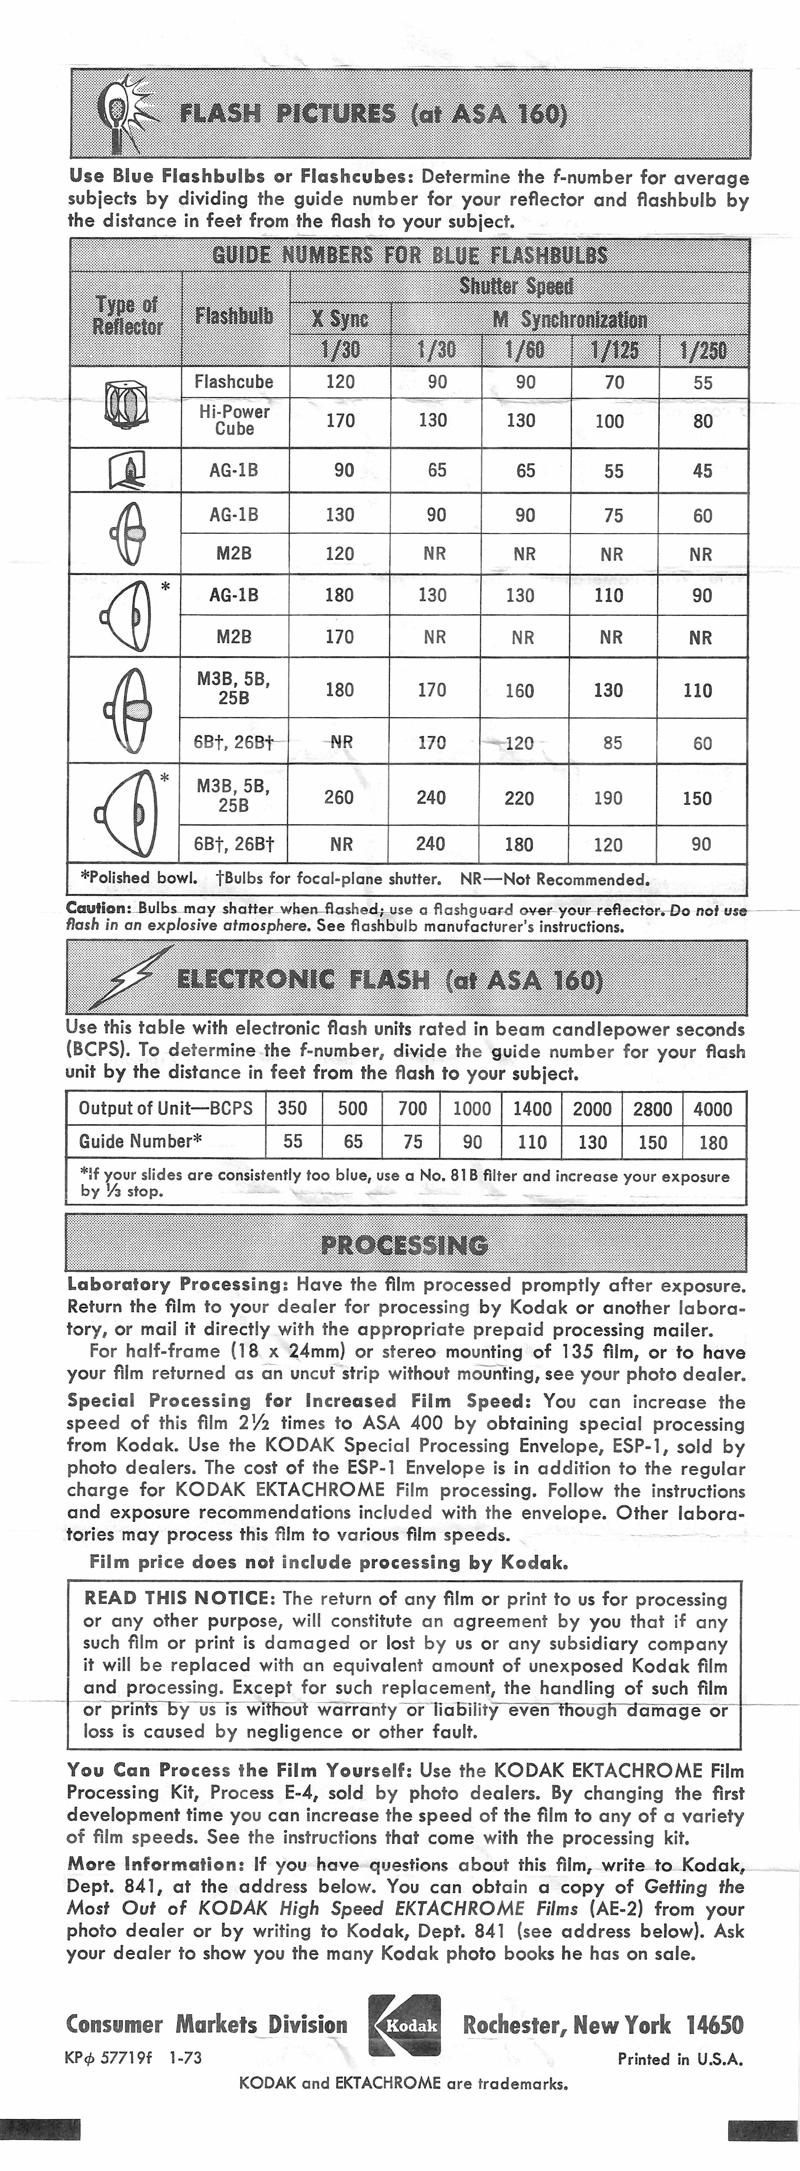 FLASH PICTURES (at ASA 160)
Use Blue Flashbulbs or Flashcubes: Determine the f-number for average
subjects by dividing the guide number for your reflector and flashbulb by
the distance in feet from the flash to your subject.
GUIDE NUMBERS FOR BLUE FLASHBULBS
Type of Reflector Flashbulb Shutter Speed
X Sync M Synchronization
1/30 1/30 1/60 1/125 1/250
Flashcube 120 90 90 70 55
Hi-Power Cube 170 130 130 100 80
AG-1B 90 65 65 55 45
AG-1B 130 90 90 75 60
M2B 120 NR NR NR NR
* AG-1B 180 130 130 110 90
M2B 170 NR NR NR NR
M3B, 5B, 25B 180 170 160 130 110
6B†, 26B† NR 170 120 85 60
* M3B, 5B, 25B 260 240 220 190 150
6B†, 26B† NR 240 180 120 90
*Polished bowl. †Bulbs for focal-plane shutter. NR—Not Recommended.
Caution: Bulbs may shatter when flashed; use a flashguard over your reflector. Do not use
flash in an explosive atmosphere. See flashbulb manufacturer's instructions.
ELECTRONIC FLASH (at ASA 160)
Use this table with electronic flash units rated in beam candlepower seconds
(BCPS). To determine the f-number, divide the guide number for your flash
unit by the distance in feet from the flash to your subject.
Output of Unit—BCPS 350 500 700 1000 1400 2000 2800 4000
Guide Number* 55 65 75 90 110 130 150 180
*If your slides are consistently too blue, use a No. 81B filter and increase your exposure
by ⅓ stop.
PROCESSING
Laboratory Processing: Have the film processed promptly after exposure.
Return the film to your dealer for processing by Kodak or another labora-
tory, or mail it directly with the appropriate prepaid processing mailer.
For half-frame (18 x 24mm) or stereo mounting of 135 film, or to have
your film returned as an uncut strip without mounting, see your photo dealer.
Special Processing for Increased Film Speed: You can increase the
speed of this film 2½ times to ASA 400 by obtaining special processing
from Kodak. Use the KODAK Special Processing Envelope, ESP-1, sold by
photo dealers. The cost of the ESP-1 Envelope is in addition to the regular
charge for KODAK EKTACHROME Film processing. Follow the instructions
and exposure recommendations included with the envelope. Other labora-
tories may process this film to various film speeds.
Film price does not include processing by Kodak.
READ THIS NOTICE: The return of any film or print to us for processing
or any other purpose, will constitute an agreement by you that if any
such film or print is damaged or lost by us or any subsidiary company
it will be replaced with an equivalent amount of unexposed Kodak film
and processing. Except for such replacement, the handling of such film
or prints by us is without warranty or liability even though damage or
loss is caused by negligence or other fault.
You Can Process the Film Yourself: Use the KODAK EKTACHROME Film
Processing Kit, Process E-4, sold by photo dealers. By changing the first
development time you can increase the speed of the film to any of a variety
of film speeds. See the instructions that come with the processing kit.
More Information: If you have questions about this film, write to Kodak,
Dept. 841, at the address below. You can obtain a copy of Getting the
Most Out of KODAK High Speed EKTACHROME Films (AE-2) from your
photo dealer or by writing to Kodak, Dept. 841 (see address below). Ask
your dealer to show you the many Kodak photo books he has on sale.
Consumer Markets Division Kodak Rochester, New York 14650
KPφ 57719f 1-73 Printed in U.S.A.
KODAK and EKTACHROME are trademarks.